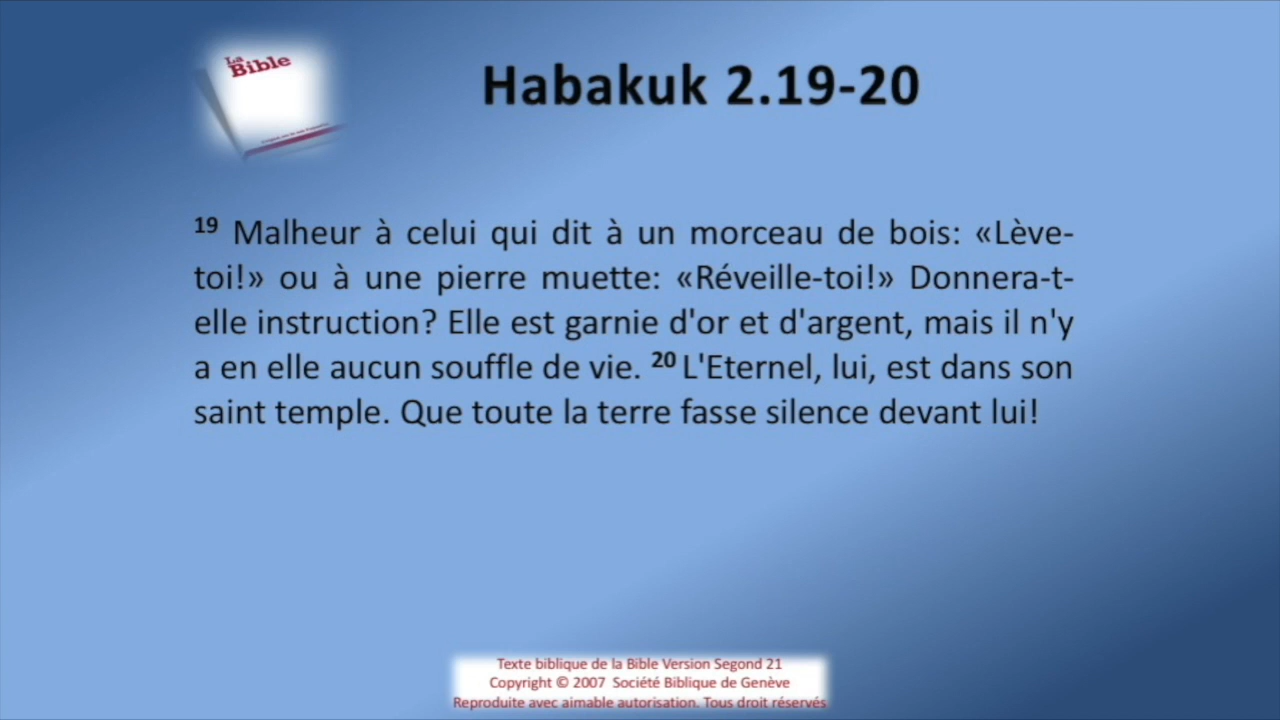 La
Bible
Habakuk 2.19-20
19 Malheur à celui qui dit à un morceau de bois: «Lève-
toi!» ou à une pierre muette: «Réveille-toi!» Donnera-t-
elle instruction? Elle est garnie d'or et d'argent, mais il n'y
a en elle aucun souffle de vie. 20 L'Eternel, lui, est dans son
saint temple. Que toute la terre fasse silence devant lui!
Texte biblique de la Bible Version Segond 21
Copyright © 2007 Société Biblique de Genève
Reproduite avec aimable autorisation. Tous droit réservés